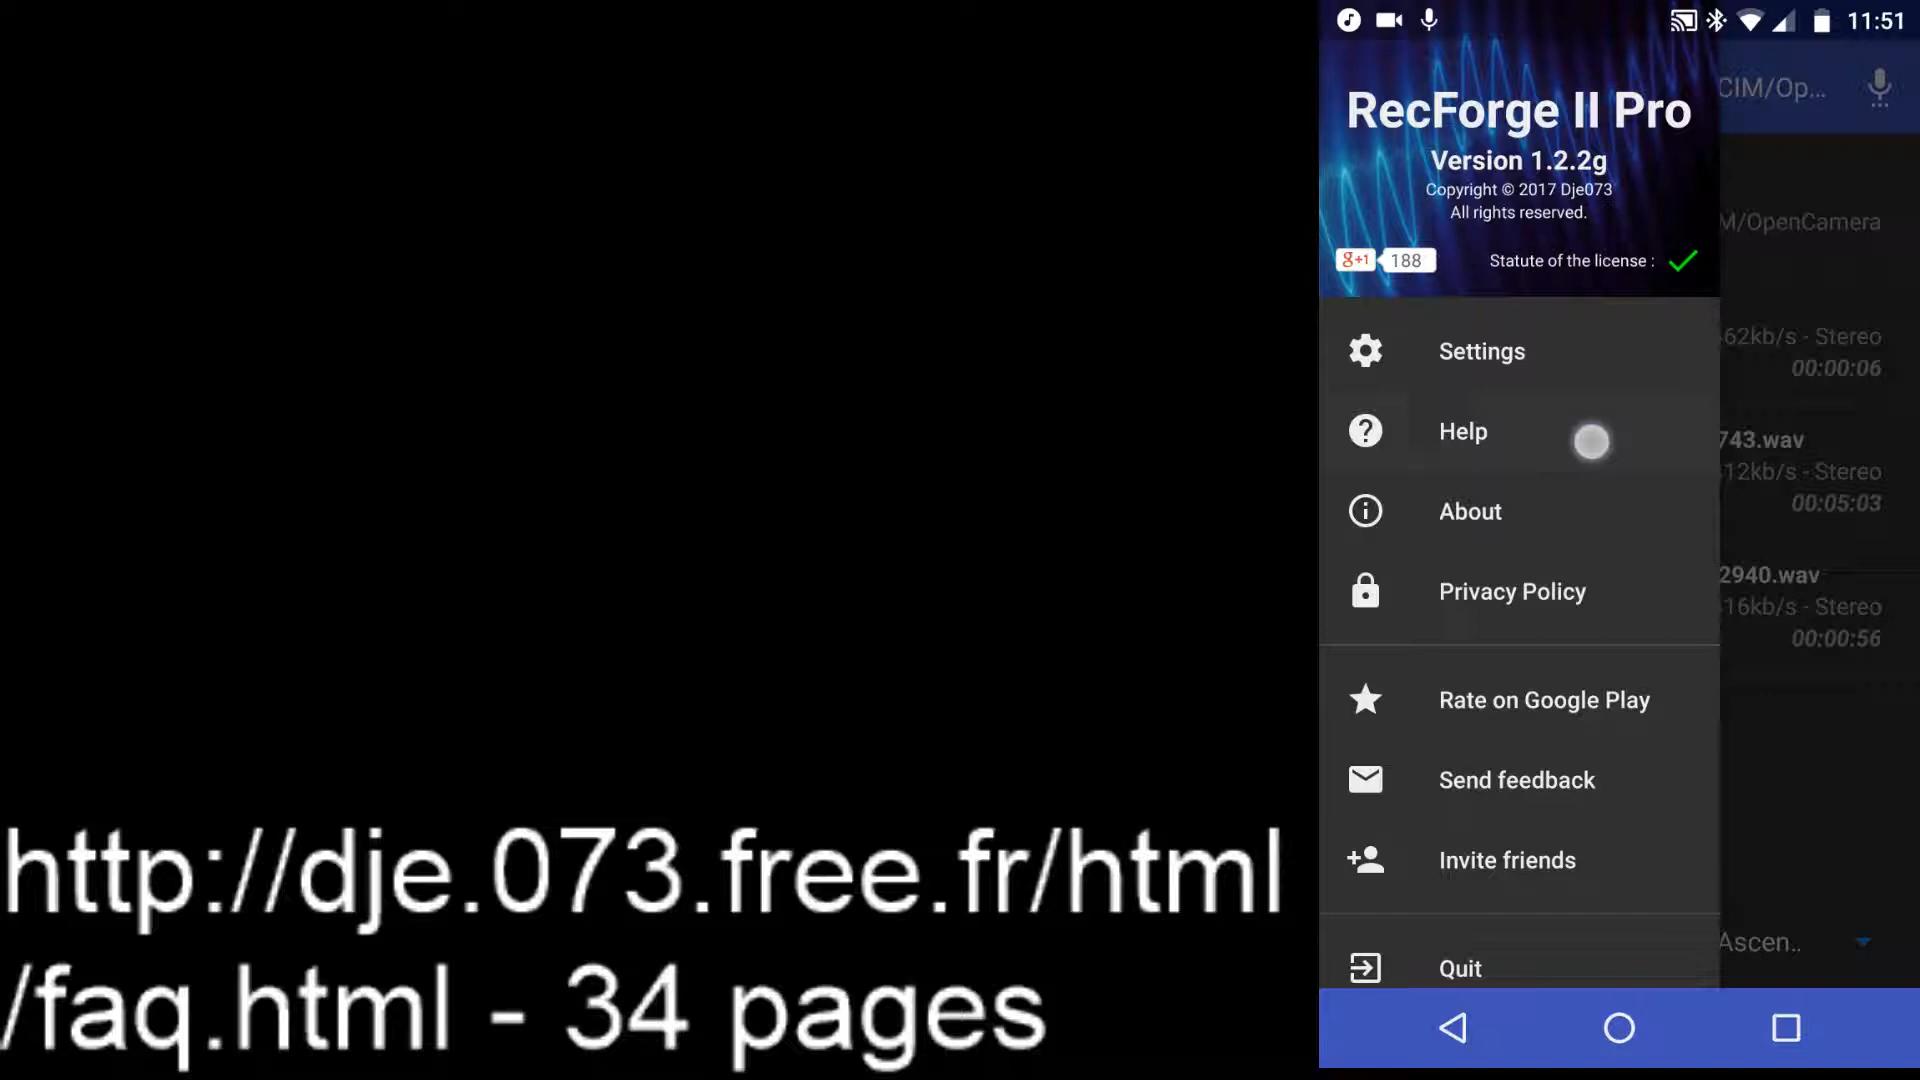 11:51
RecForge II Pro
Version 1.2.2g
Copyright © 2017 Dje073
All rights reserved.
g+1 188 Statute of the license :
Settings
Help
About
Privacy Policy
Rate on Google Play
Send feedback
Invite friends
Quit
CIM/Op...
M/OpenCamera
62kb/s - Stereo
00:00:06
743.wav
12kb/s - Stereo
00:05:03
2940.wav
16kb/s - Stereo
00:00:56
Ascen..
http://dje.073.free.fr/html
/faq.html - 34 pages